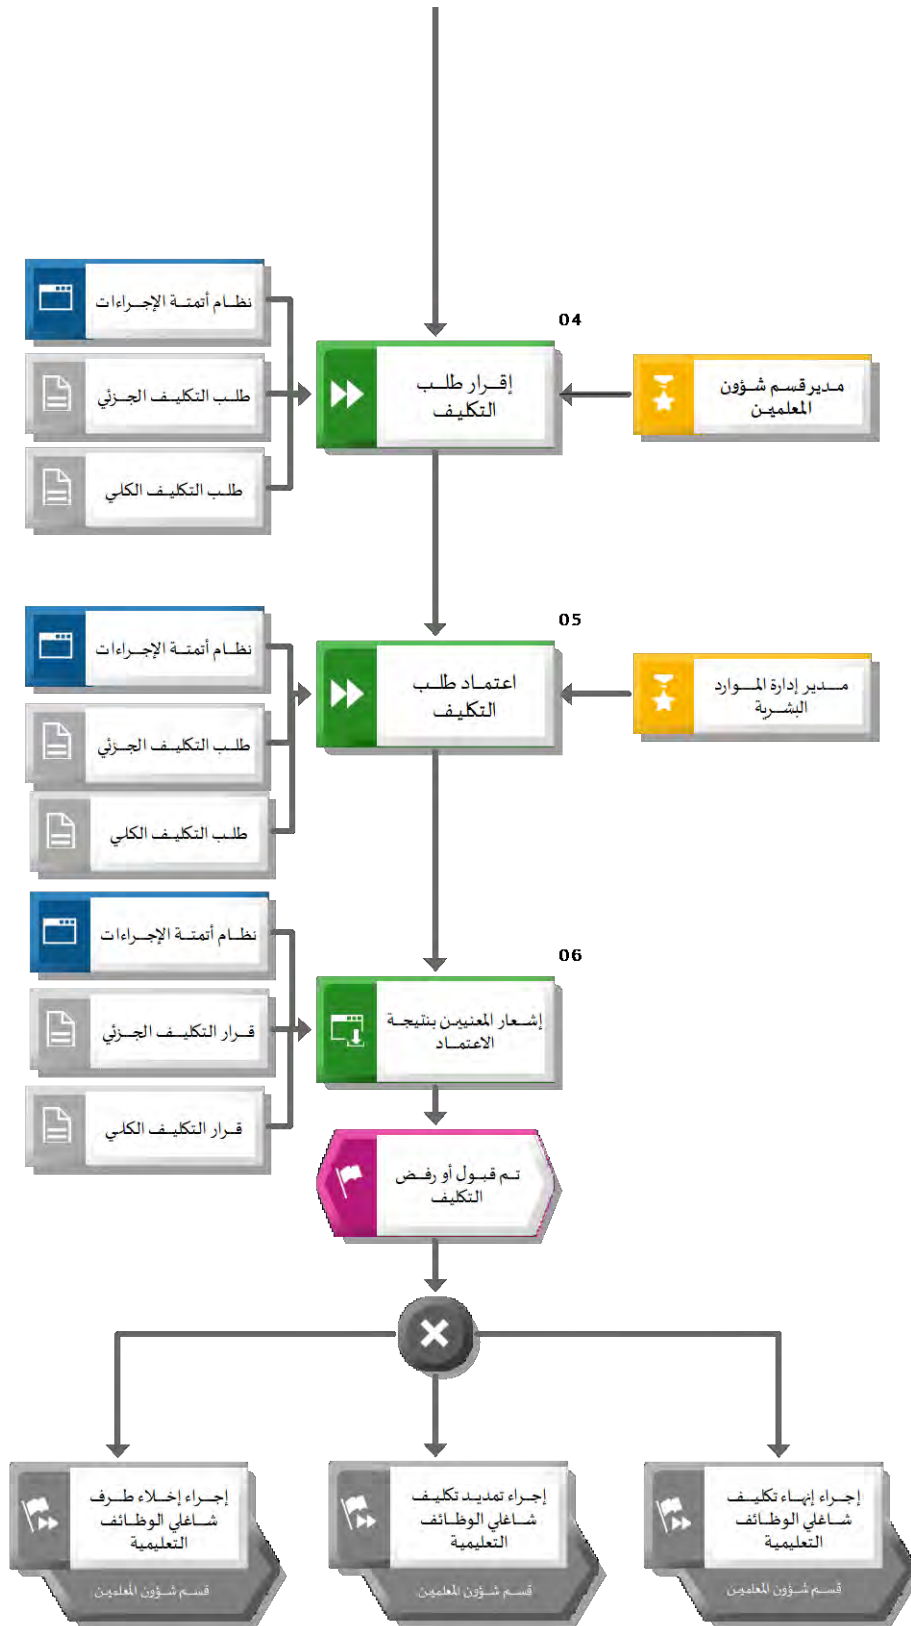 04
مدير قسم شؤون
المعلمين
إقرار طلب
التكليف
نظام أتمتة الإجراءات
طلب التكليف الجزئي
طلب التكليف الكلي
05
مدير إدارة الموارد
البشرية
اعتماد طلب
التكليف
نظام أتمتة الإجراءات
طلب التكليف الجزئي
طلب التكليف الكلي
06
إشعار المعنيين بنتيجة
الاعتماد
نظام أتمتة الإجراءات
قرار التكليف الجزئي
قرار التكليف الكلي
تم قبول أو رفض
التكليف
إجراء إنهاء تكليف
شاغلي الوظائف
التعليمية
قسم شؤون المعلمين
إجراء تمديد تكليف
شاغلي الوظائف
التعليمية
قسم شؤون المعلمين
إجراء إخلاء طرف
شاغلي الوظائف
التعليمية
قسم شؤون المعلمين